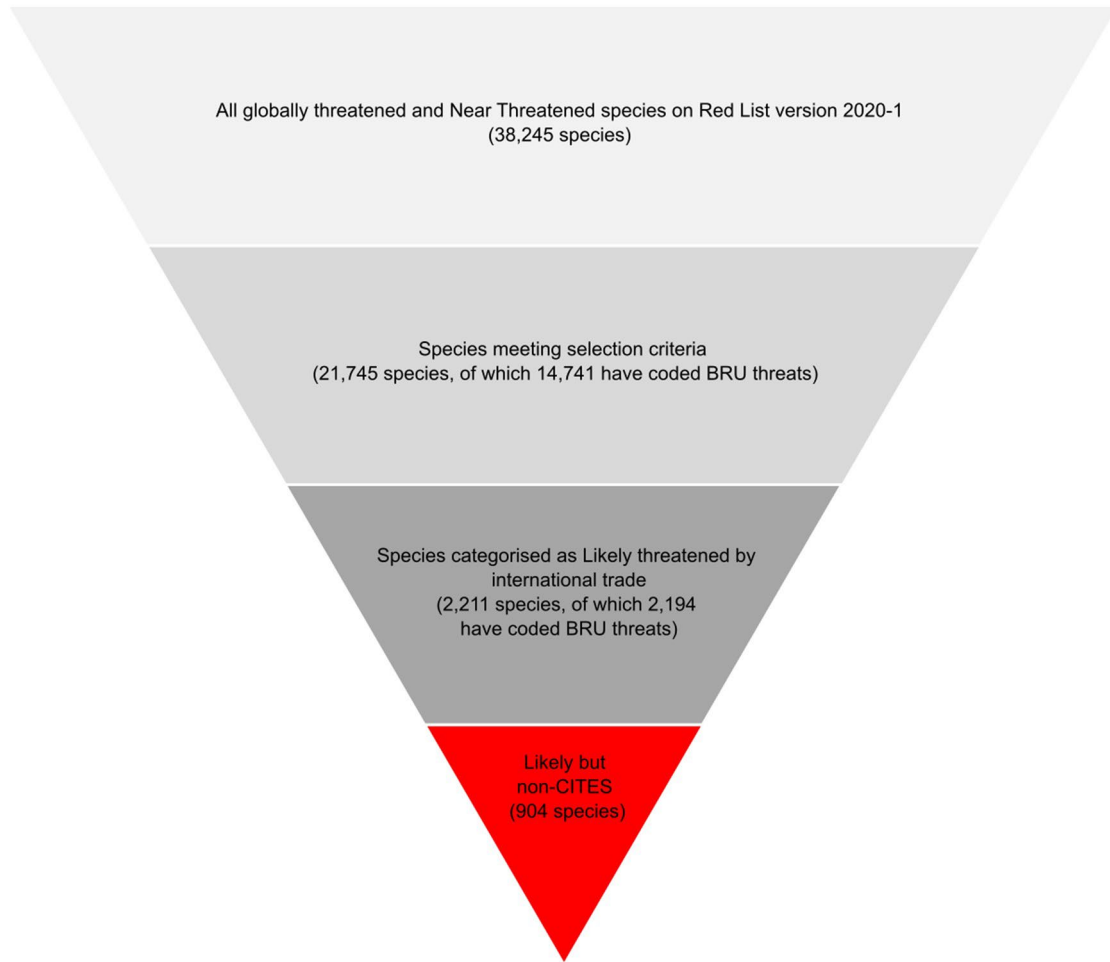 All globally threatened and Near Threatened species on Red List version 2020-1
(38,245 species)
Species meeting selection criteria
(21,745 species, of which 14,741 have coded BRU threats)
Species categorised as Likely threatened by
international trade
(2,211 species, of which 2,194
have coded BRU threats)
Likely but
non-CITES
(904 species)